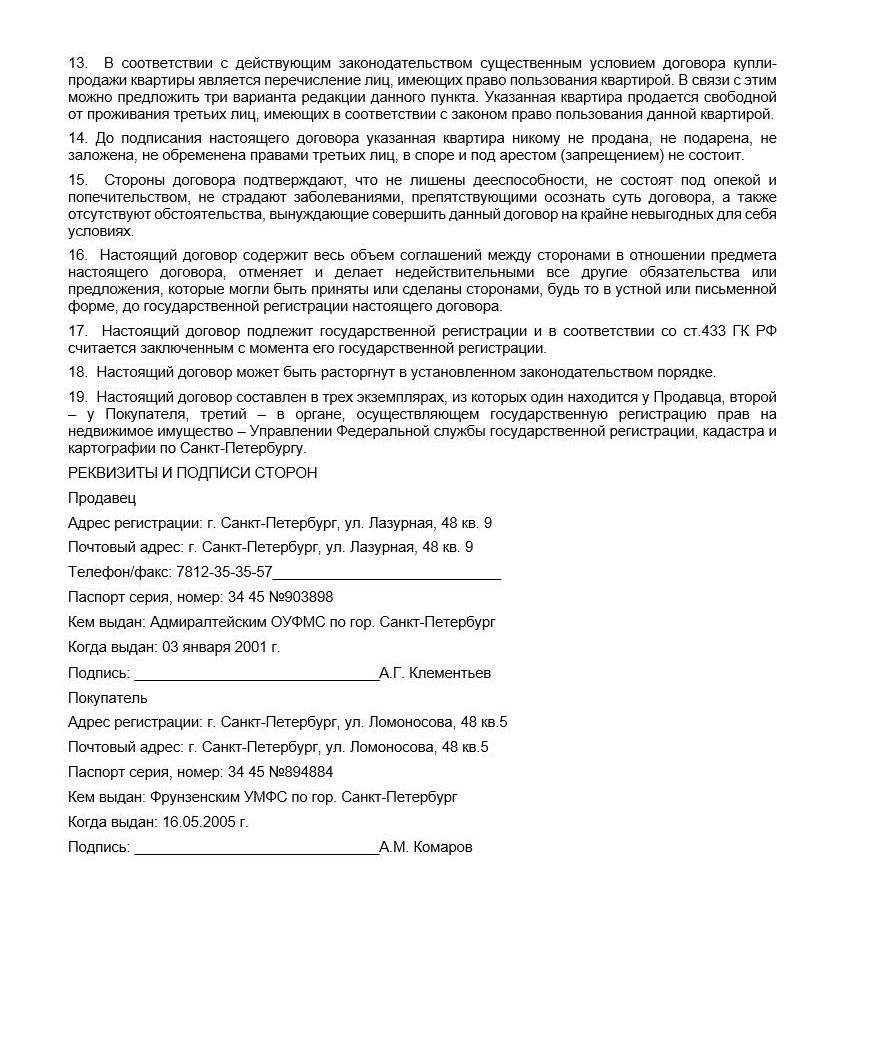 13. В соответствии с действующим законодательством существенным условием договора купли-
продажи квартиры является перечисление лиц, имеющих право пользования квартирой. В связи с этим
можно предложить три варианта редакции данного пункта. Указанная квартира продается свободной
от проживания третьих лиц, имеющих в соответствии с законом право пользования данной квартирой.
14. До подписания настоящего договора указанная квартира никому не продана, не подарена, не
заложена, не обременена правами третьих лиц, в споре и под арестом (запрещением) не состоит.
15. Стороны договора подтверждают, что не лишены дееспособности, не состоят под опекой и
попечительством, не страдают заболеваниями, препятствующими осознать суть договора, а также
отсутствуют обстоятельства, вынуждающие совершить данный договор на крайне невыгодных для себя
условиях.
16. Настоящий договор содержит весь объем соглашений между сторонами в отношении предмета
настоящего договора, отменяет и делает недействительными все другие обязательства или
предложения, которые могли быть приняты или сделаны сторонами, будь то в устной или письменной
форме, до государственной регистрации настоящего договора.
17. Настоящий договор подлежит государственной регистрации и в соответствии со ст.433 ГК РФ
считается заключенным с момента его государственной регистрации.
18. Настоящий договор может быть расторгнут в установленном законодательством порядке.
19. Настоящий договор составлен в трех экземплярах, из которых один находится у Продавца, второй
– у Покупателя, третий – в органе, осуществляющем государственную регистрацию прав на
недвижимое имущество – Управлении Федеральной службы государственной регистрации, кадастра и
картографии по Санкт-Петербургу.
РЕКВИЗИТЫ И ПОДПИСИ СТОРОН
Продавец
Адрес регистрации: г. Санкт-Петербург, ул. Лазурная, 48 кв. 9
Почтовый адрес: г. Санкт-Петербург, ул. Лазурная, 48 кв. 9
Телефон/факс: 7812-35-35-57____________________________
Паспорт серия, номер: 34 45 №903898
Кем выдан: Адмиралтейским ОУФМС по гор. Санкт-Петербург
Когда выдан: 03 января 2001 г.
Подпись: ______________________________А.Г. Клементьев
Покупатель
Адрес регистрации: г. Санкт-Петербург, ул. Ломоносова, 48 кв.5
Почтовый адрес: г. Санкт-Петербург, ул. Ломоносова, 48 кв.5
Паспорт серия, номер: 34 45 №894884
Кем выдан: Фрунзенским УМФС по гор. Санкт-Петербург
Когда выдан: 16.05.2005 г.
Подпись: ______________________________А.М. Комаров